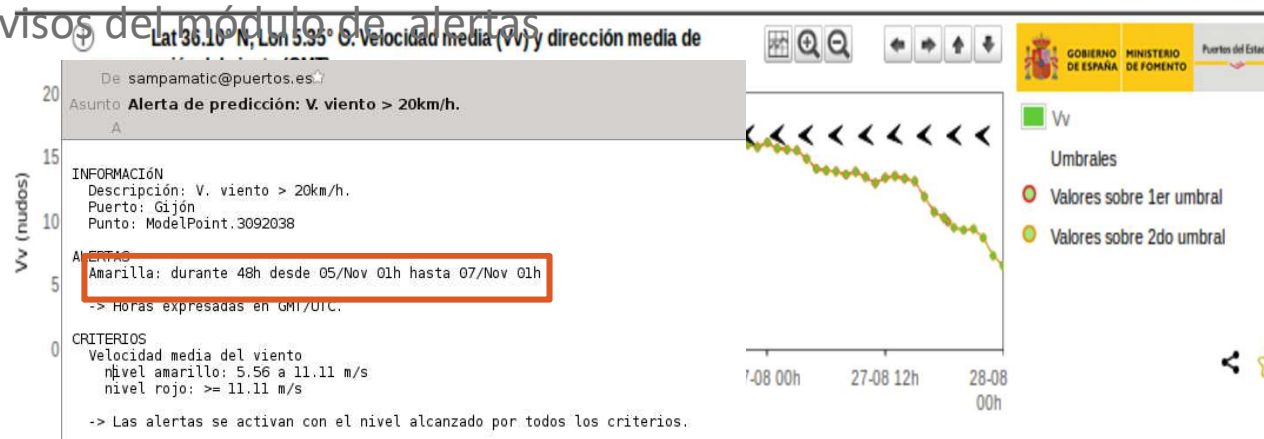 visos del módulo de alertas
Lat 36.10° N, Lon 5.35° O: Velocidad media (Vv) y dirección media de
GOBIERNO DE ESPAÑA
MINISTERIO DE FOMENTO
Puertos del Estad
De sampamatic@puertos.es
Asunto Alerta de predicción: V. viento > 20km/h.
A
INFORMACIóN
Descripción: V. viento > 20km/h.
Puerto: Gijón
Punto: ModelPoint.3092038
ALERTAS
Amarilla: durante 48h desde 05/Nov 01h hasta 07/Nov 01h
-> Horas expresadas en GMT/UTC.
CRITERIOS
Velocidad media del viento
nivel amarillo: 5.56 a 11.11 m/s
nivel rojo: >= 11.11 m/s
-> Las alertas se activan con el nivel alcanzado por todos los criterios.
Vv (nudos)
20
15
10
5
0
7-08 00h
27-08 12h
28-08
00h
Vv
Umbrales
Valores sobre 1er umbral
Valores sobre 2do umbral